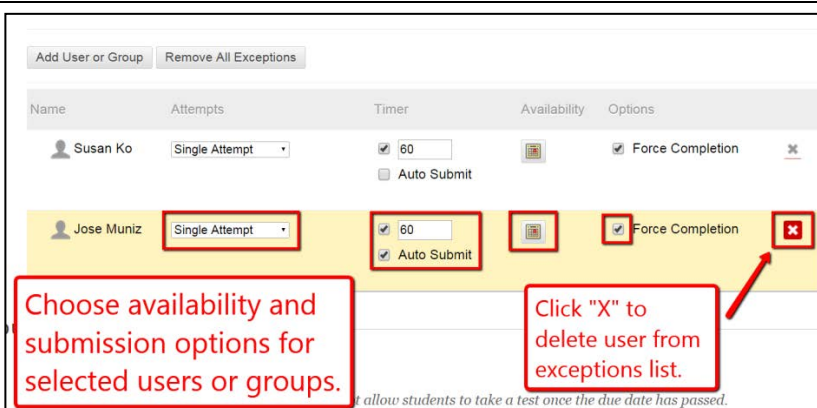 Add User or Group Remove All Exceptions
Name Attempts Timer Availability Options
Susan Ko Single Attempt 60 Force Completion
Auto Submit
Jose Muniz Single Attempt 60 Force Completion
Auto Submit
Choose availability and
submission options for
selected users or groups.
Click "X" to
delete user from
exceptions list.
allow students to take a test once the due date has passed.